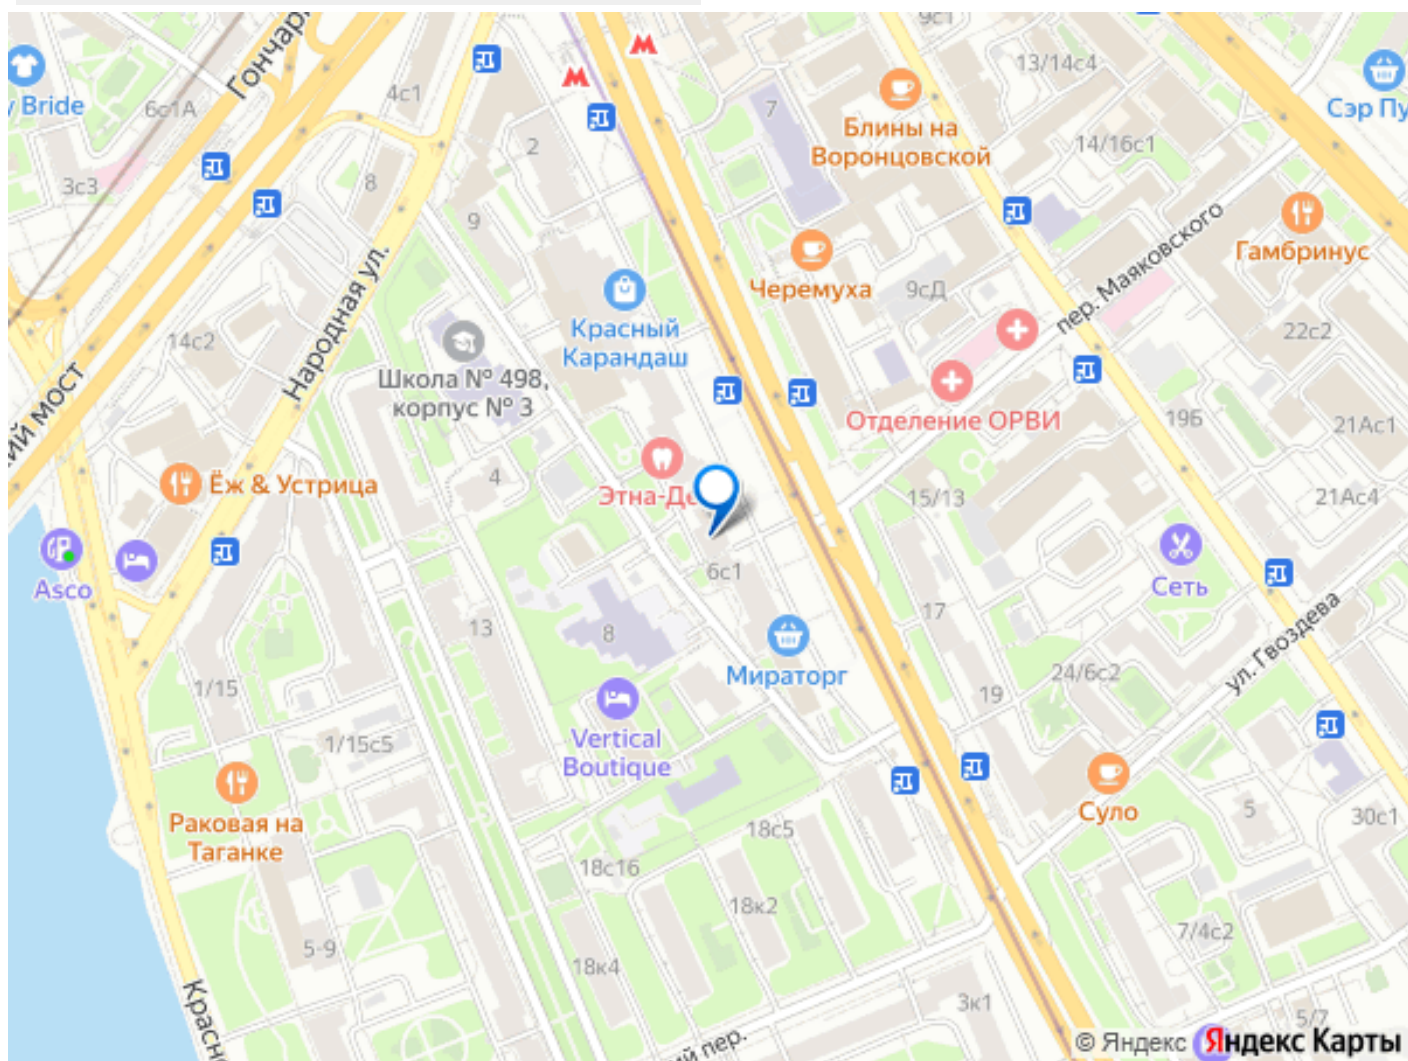 Гончар
9с1
13/14с4
y Bride
6с1А
4с1
7
Сэр Пу
Блины на
Воронцовской
14/16с1
2
3с3
8
9
Гамбринус
Народная ул.
пер. Маяковского
Черемуха
9сД
Красный
Карандаш
22с2
14с2
ий мост
Школа № 498,
корпус № 3
Отделение ОРВИ
19Б
21Ас1
Ёж & Устрица
4
Этна-Де
15/13
21Ас4
6с1
Asco
Сеть
17
13
8
ул. Гвоздева
Мираторг
24/6с2
1/15
19
1/15с5
Vertical
Boutique
Раковая на
Таганке
18с5
Суло
5
30с1
18с16
18к2
7/4с2
5-9
18к4
Красн
3к1
5/7
ий пер.
© Яндекс Яндекс Карты